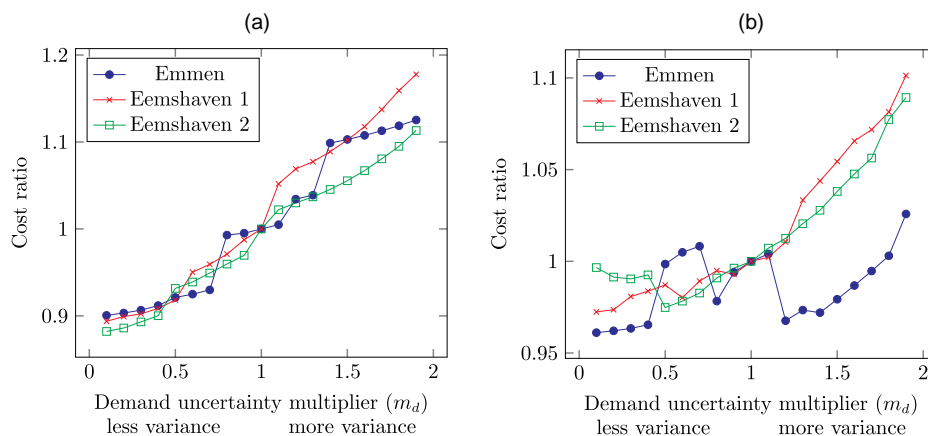 (a)
1.2
1.1
1
0.9
0
0.5
1
1.5
2
Cost ratio
Emmen
Eemshaven 1
Eemshaven 2
Demand uncertainty multiplier (m_d)
less variance more variance
(b)
1.1
1.05
1
0.95
0
0.5
1
1.5
2
Cost ratio
Emmen
Eemshaven 1
Eemshaven 2
Demand uncertainty multiplier (m_d)
less variance more variance